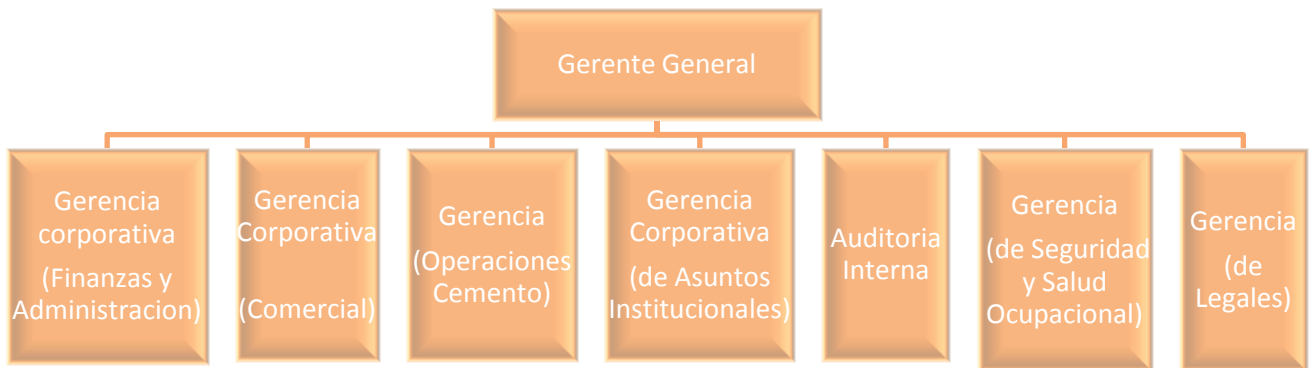 Gerente General
Gerencia
corporativa
(Finanzas y
Administracion)
Gerencia
Corporativa
(Comercial)
Gerencia
(Operaciones
Cemento)
Gerencia
Corporativa
(de Asuntos
Institucionales)
Auditoria
Interna
Gerencia
(de Seguridad
y Salud
Ocupacional)
Gerencia
(de
Legales)